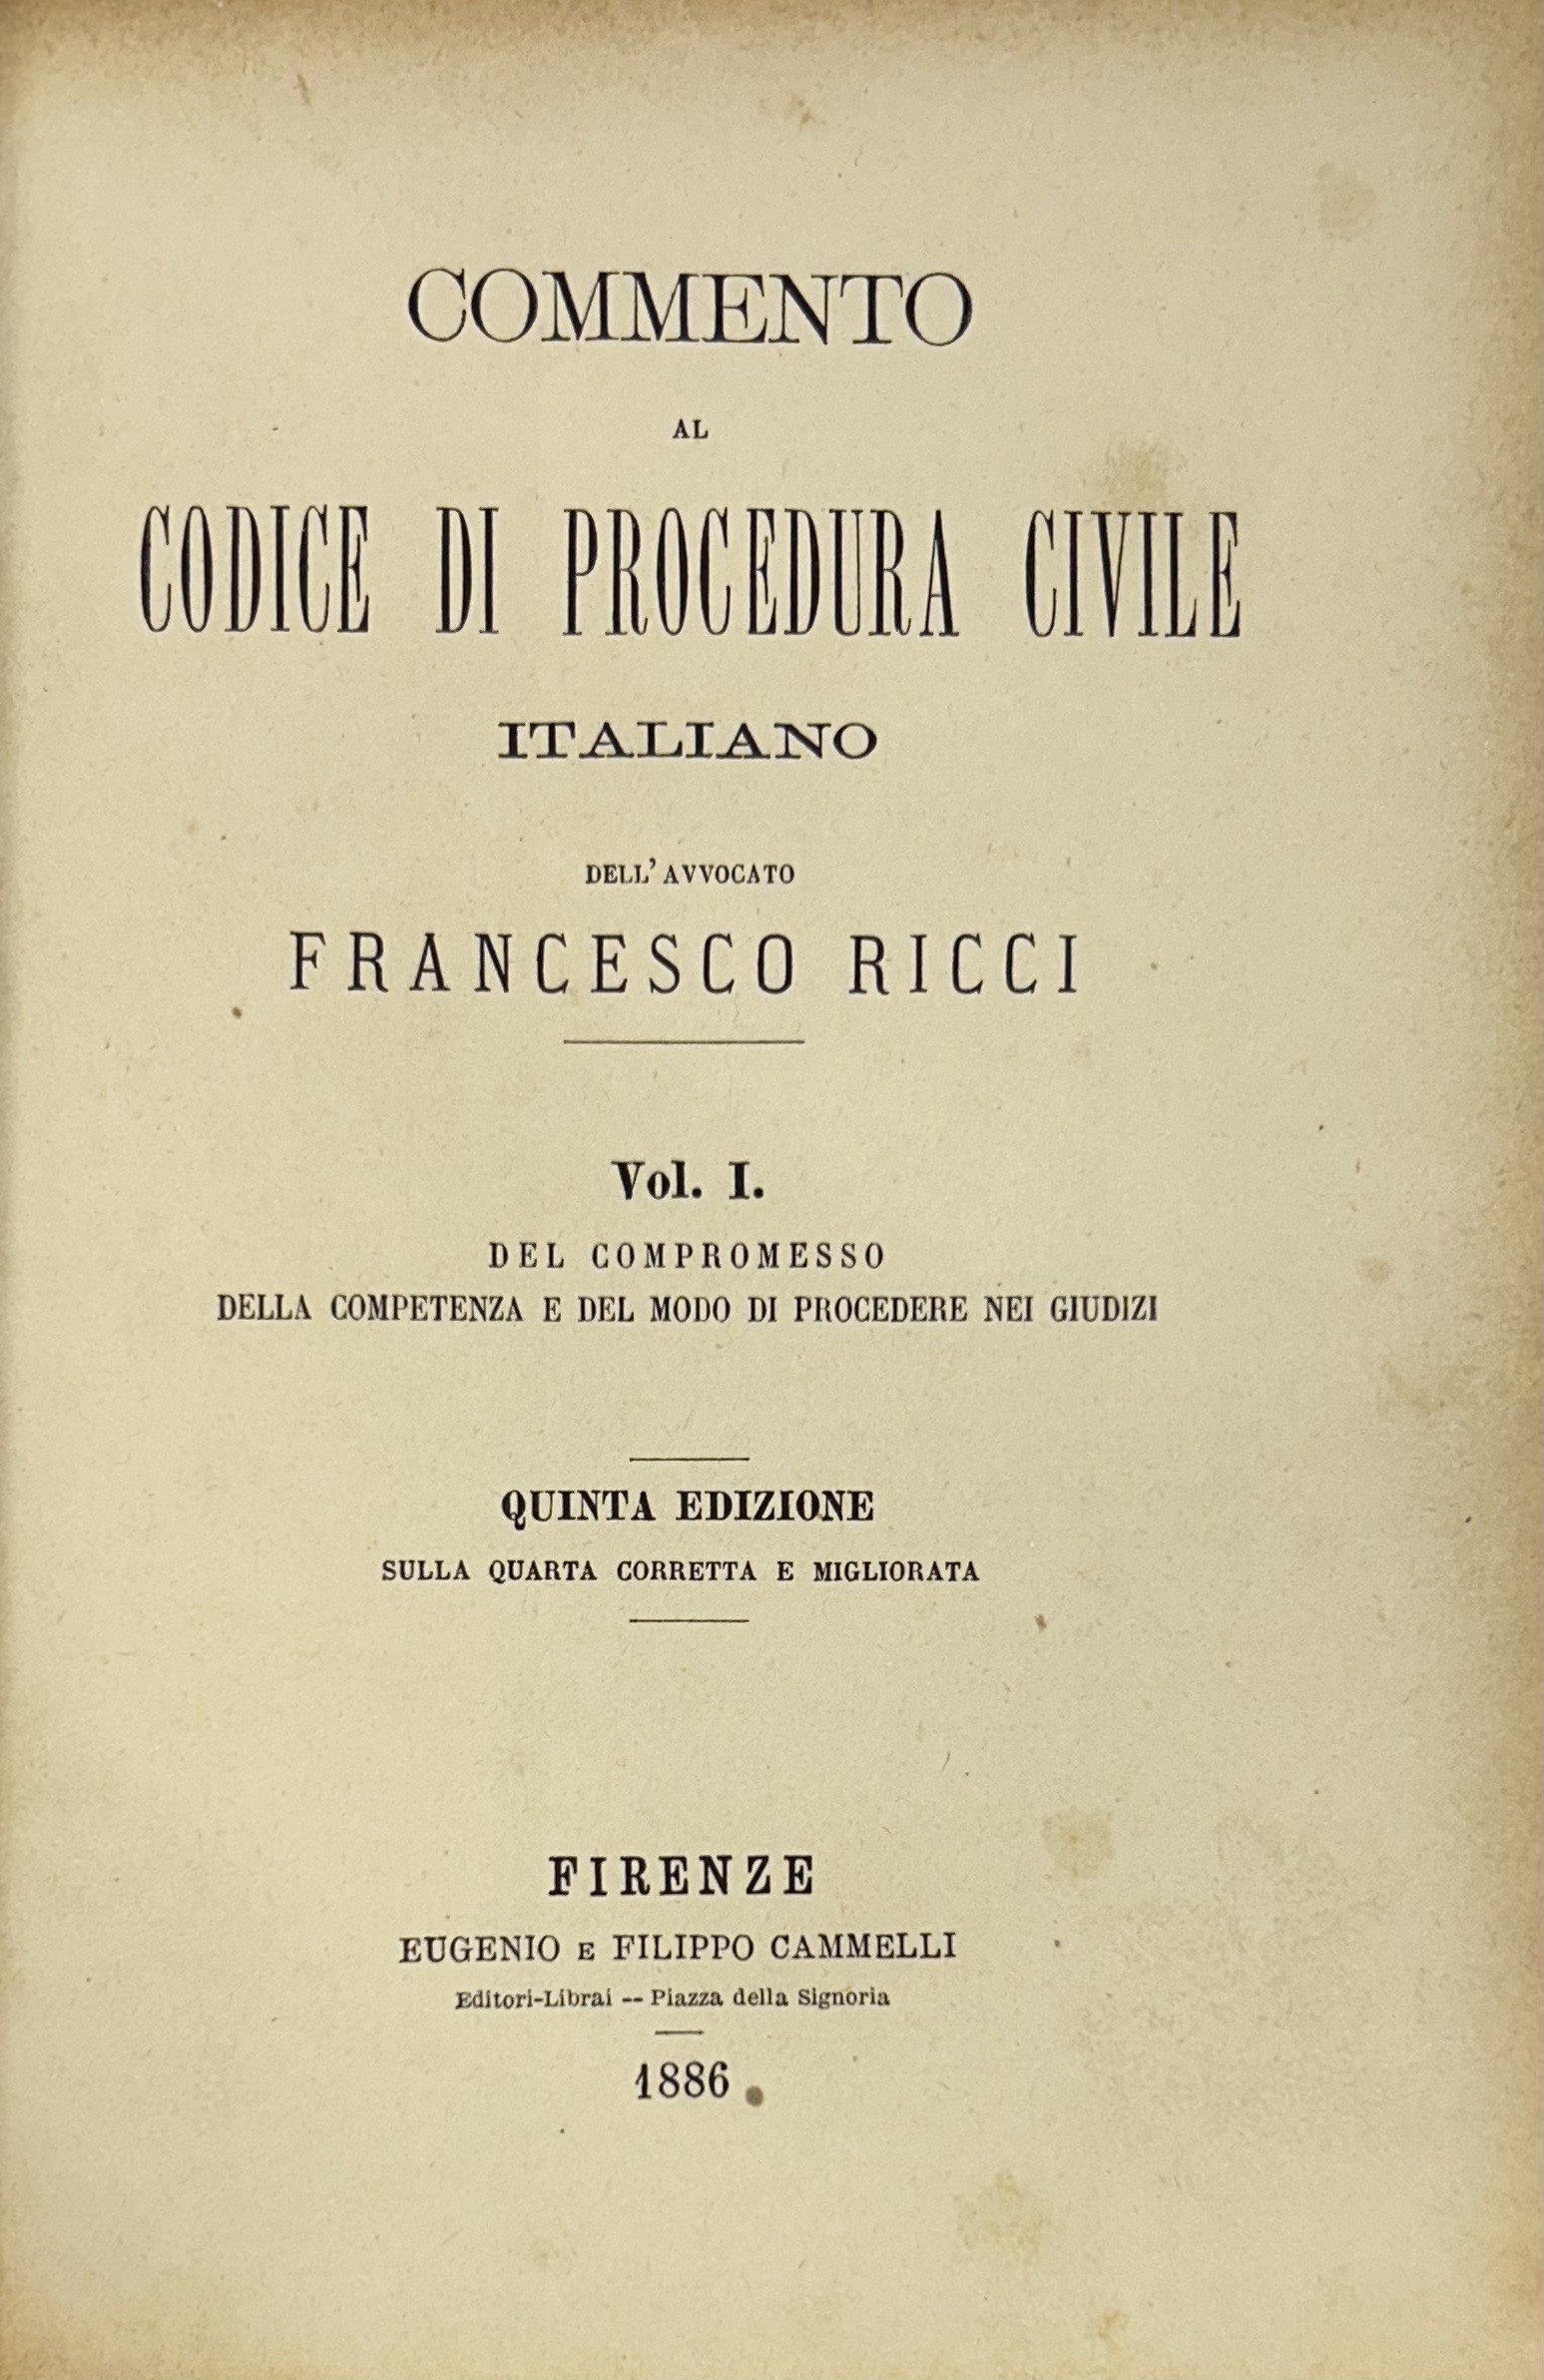 COMMENTO
AL
CODICE DI PROCEDURA CIVILE
ITALIANO
DELL' AVVOCATO
FRANCESCO RICCI
Vol. I.
DEL COMPROMESSO
DELLA COMPETENZA E DEL MODO DI PROCEDERE NEI GIUDIZI
QUINTA EDIZIONE
SULLA QUARTA CORRETTA E MIGLIORATA
FIRENZE
EUGENIO E FILIPPO CAMMELLI
Editori-Librai -- Piazza della Signoria
1886